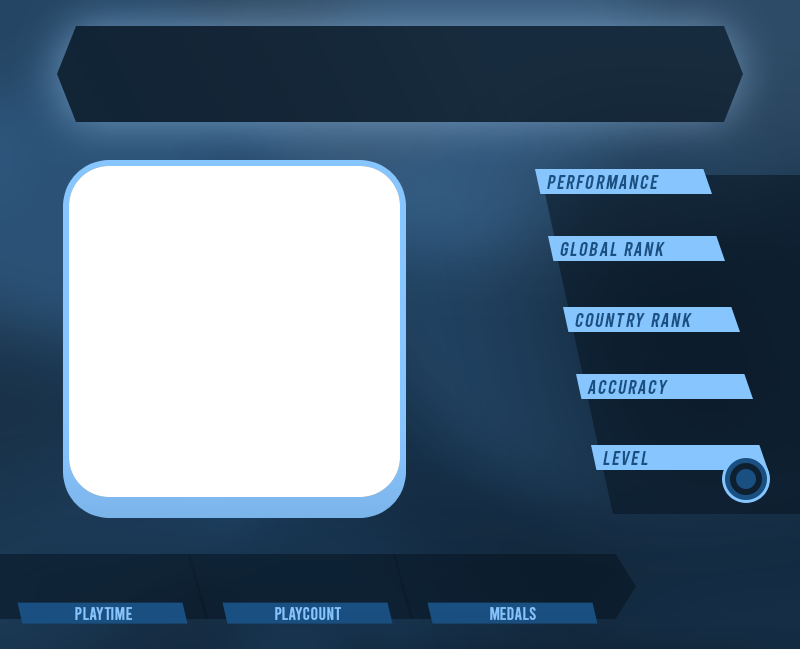 PERFORMANCE
GLOBAL RANK
COUNTRY RANK
ACCURACY
LEVEL
PLAYTIME
PLAYCOUNT
MEDALS